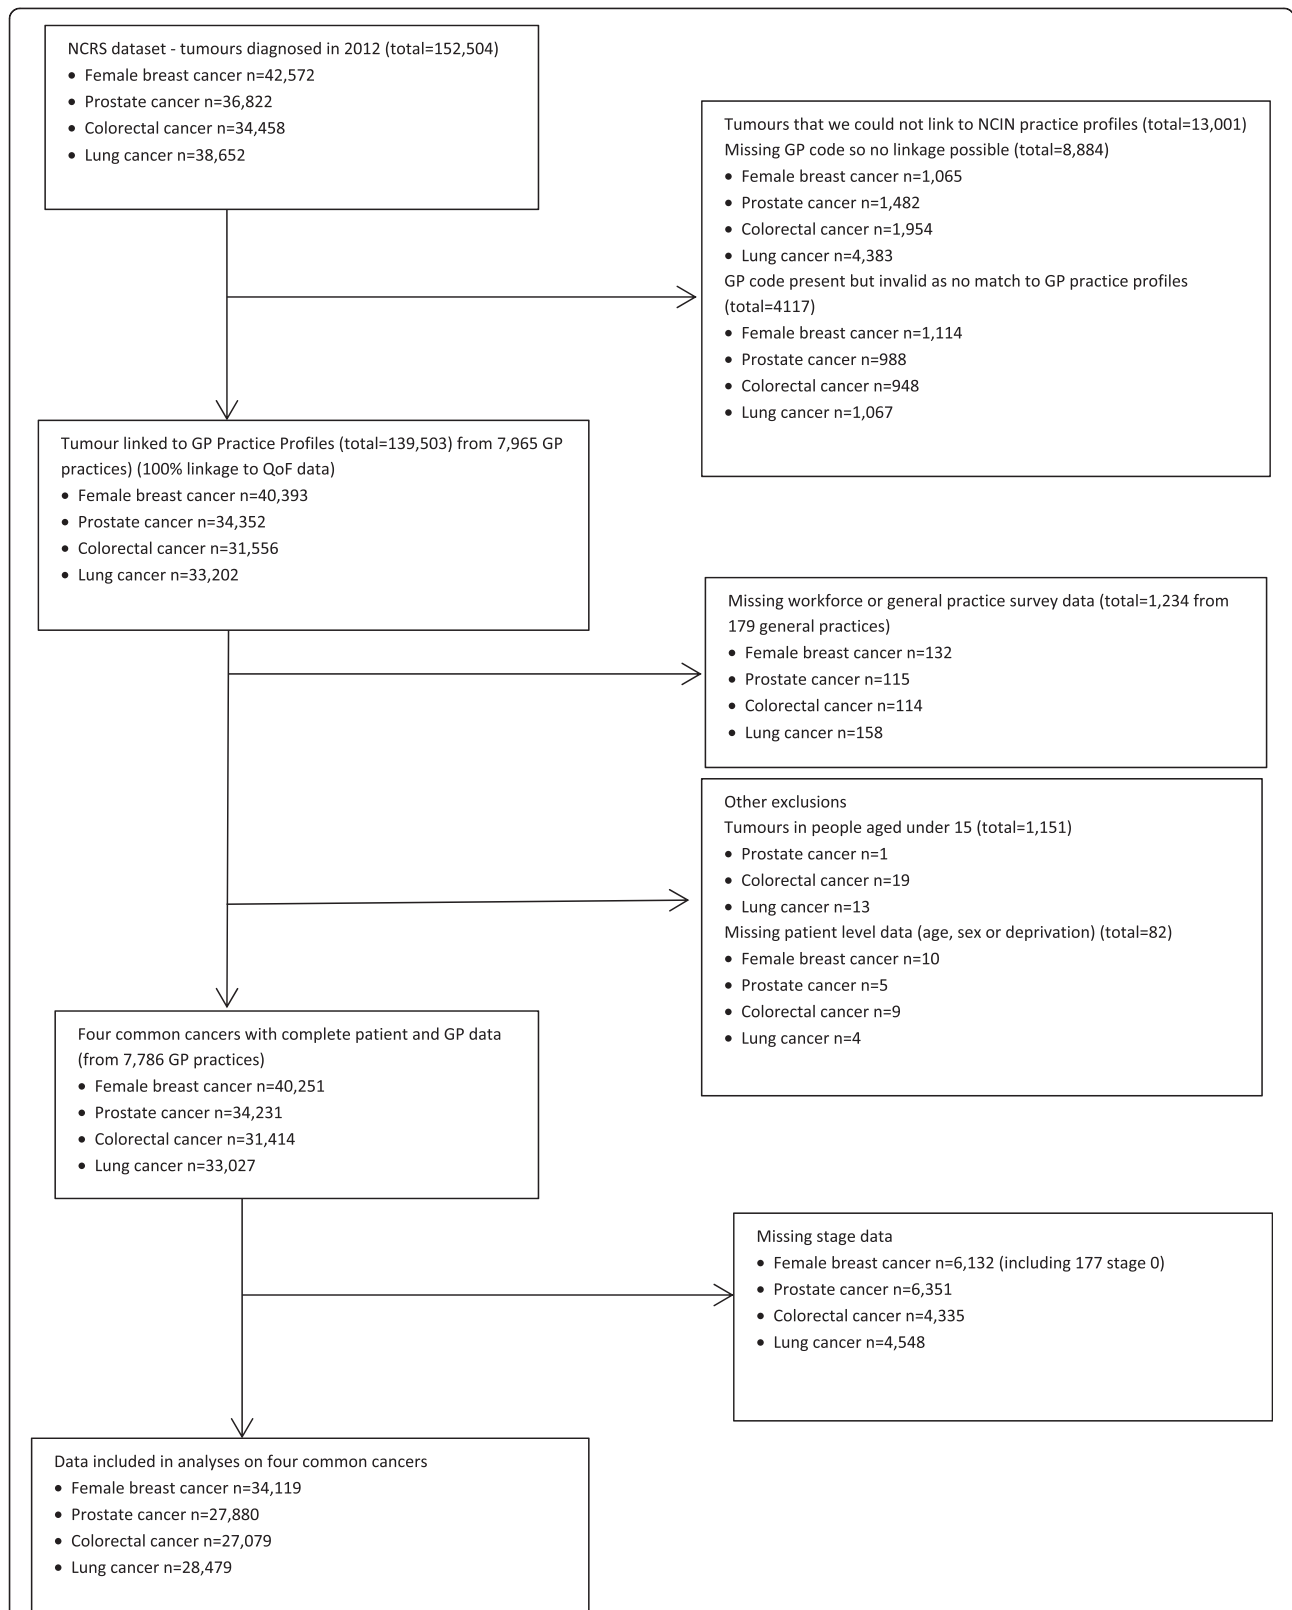 NCRS dataset - tumours diagnosed in 2012 (total=152,504)
• Female breast cancer n=42,572
• Prostate cancer n=36,822
• Colorectal cancer n=34,458
• Lung cancer n=38,652
Tumours that we could not link to NCIN practice profiles (total=13,001)
Missing GP code so no linkage possible (total=8,884)
• Female breast cancer n=1,065
• Prostate cancer n=1,482
• Colorectal cancer n=1,954
• Lung cancer n=4,383
GP code present but invalid as no match to GP practice profiles
(total=4117)
• Female breast cancer n=1,114
• Prostate cancer n=988
• Colorectal cancer n=948
• Lung cancer n=1,067
Tumour linked to GP Practice Profiles (total=139,503) from 7,965 GP
practices) (100% linkage to QoF data)
• Female breast cancer n=40,393
• Prostate cancer n=34,352
• Colorectal cancer n=31,556
• Lung cancer n=33,202
Missing workforce or general practice survey data (total=1,234 from
179 general practices)
• Female breast cancer n=132
• Prostate cancer n=115
• Colorectal cancer n=114
• Lung cancer n=158
Other exclusions
Tumours in people aged under 15 (total=1,151)
• Prostate cancer n=1
• Colorectal cancer n=19
• Lung cancer n=13
Missing patient level data (age, sex or deprivation) (total=82)
• Female breast cancer n=10
• Prostate cancer n=5
• Colorectal cancer n=9
• Lung cancer n=4
Four common cancers with complete patient and GP data
(from 7,786 GP practices)
• Female breast cancer n=40,251
• Prostate cancer n=34,231
• Colorectal cancer n=31,414
• Lung cancer n=33,027
Missing stage data
• Female breast cancer n=6,132 (including 177 stage 0)
• Prostate cancer n=6,351
• Colorectal cancer n=4,335
• Lung cancer n=4,548
Data included in analyses on four common cancers
• Female breast cancer n=34,119
• Prostate cancer n=27,880
• Colorectal cancer n=27,079
• Lung cancer n=28,479